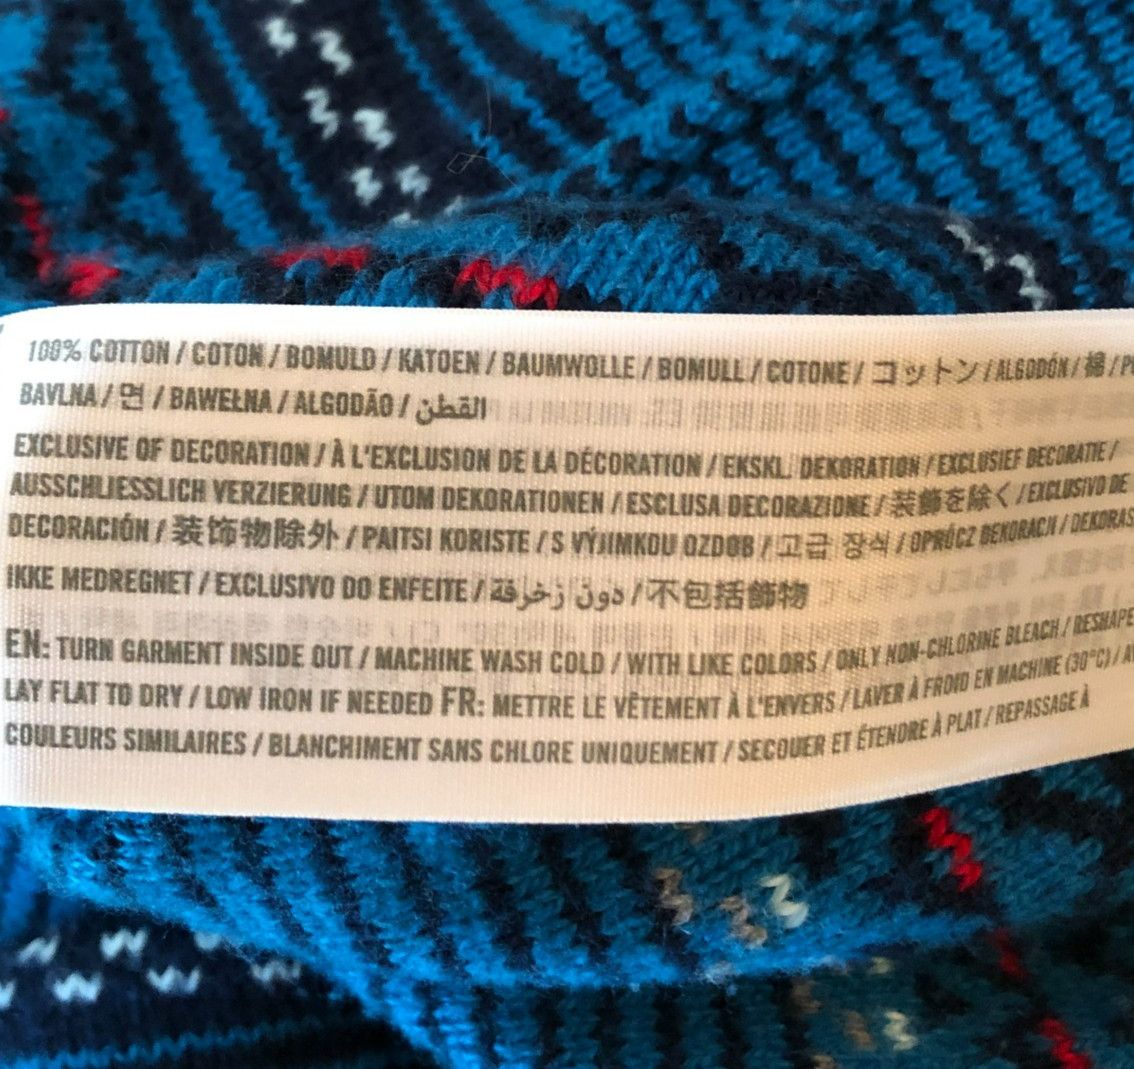 100% COTTON / COTON / BOMULD / KATOEN / BAUMWOLLE / BOMULL / COTONE / コットン / ALGODÓN / 棉 /
BAVLNA / 면 / BAWEŁNA / ALGODÃO / القطن
EXCLUSIVE OF DECORATION / À L'EXCLUSION DE LA DÉCORATION / EKSKL. DEKORATION / EXCLUSIEF DECORATIE /
AUSSCHLIESSLICH VERZIERUNG / UTOM DEKORATIONEN / ESCLUSA DECORAZIONE / 装飾を除く / EXCLUSIVO DE
DECORACIÓN / 装饰物除外 / PAITSI KORISTE / S VÝJIMKOU OZDOB / 고급 장식 / OPRÓCZ DEKORACJI / DEKORAS
IKKE MEDREGNET / EXCLUSIVO DO ENFEITE / دون زخرفة / 不包括飾物
EN: TURN GARMENT INSIDE OUT / MACHINE WASH COLD / WITH LIKE COLORS / ONLY NON-CHLORINE BLEACH / RESHAPE
LAY FLAT TO DRY / LOW IRON IF NEEDED FR: METTRE LE VÊTEMENT À L'ENVERS / LAVER À FROID EN MACHINE (30°C) /
COULEURS SIMILAIRES / BLANCHIMENT SANS CHLORE UNIQUEMENT / SECOUER ET ÉTENDRE À PLAT / REPASSAGE À